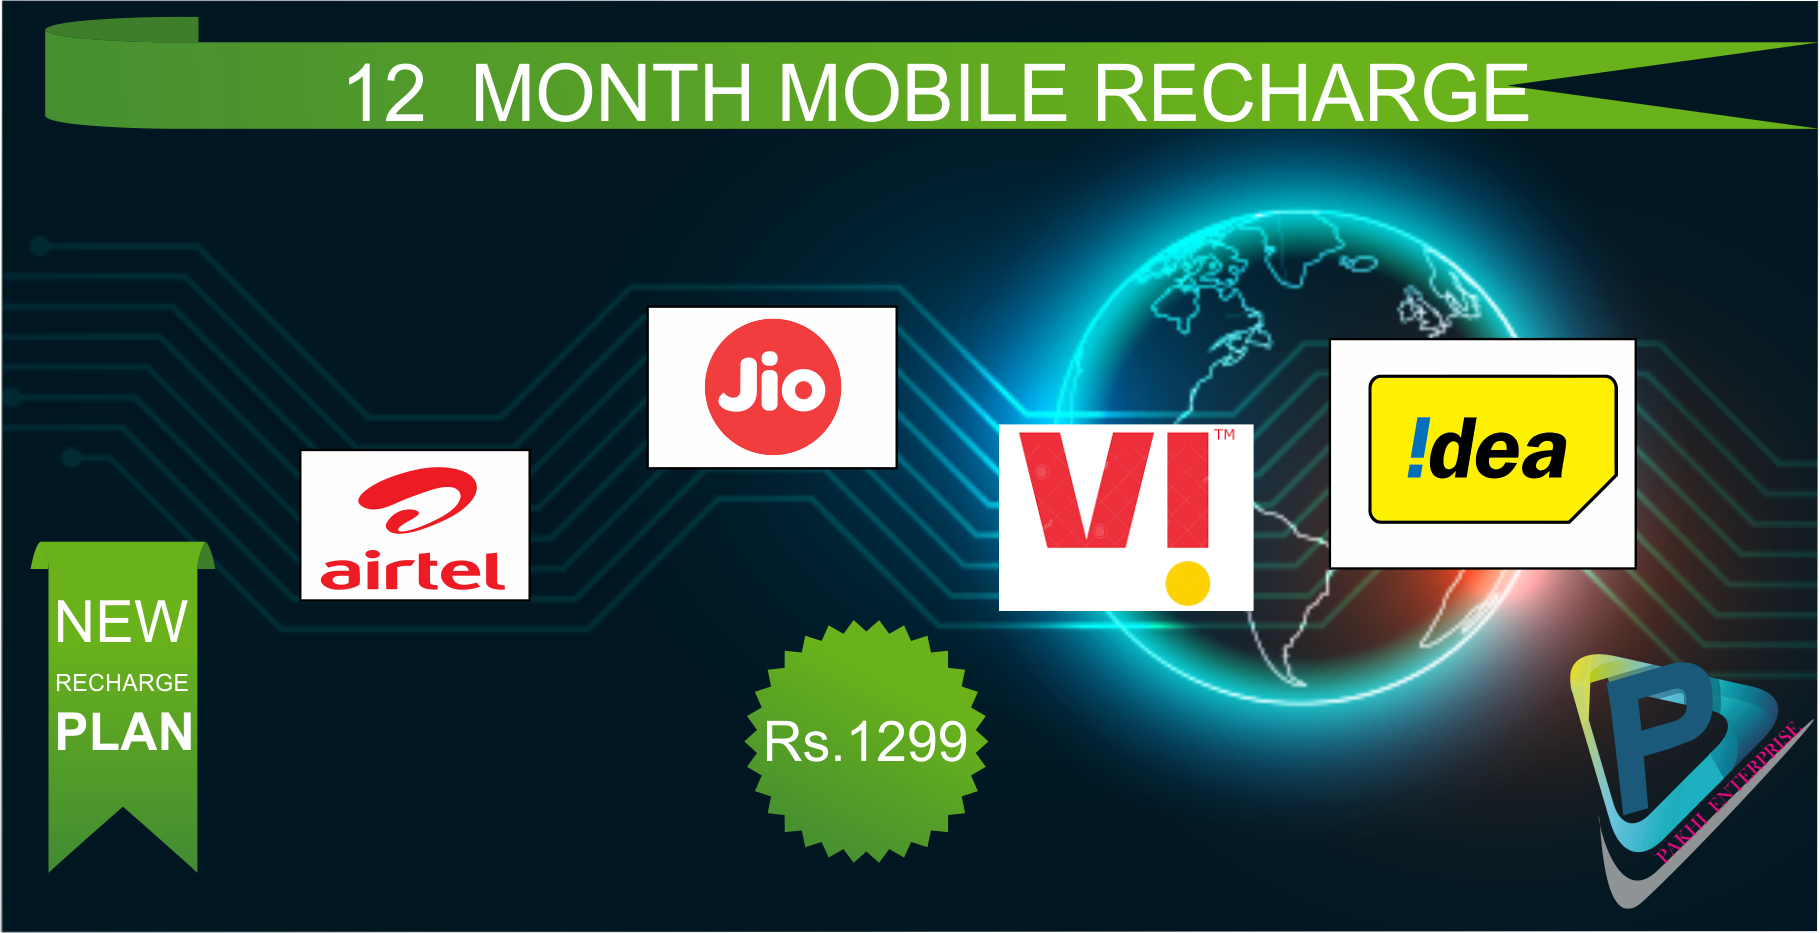 12 MONTH MOBILE RECHARGE
Jio
airtel
VI
TM
!dea
NEW
RECHARGE
PLAN
Rs.1299
P
PAKHI ENTERPRISE